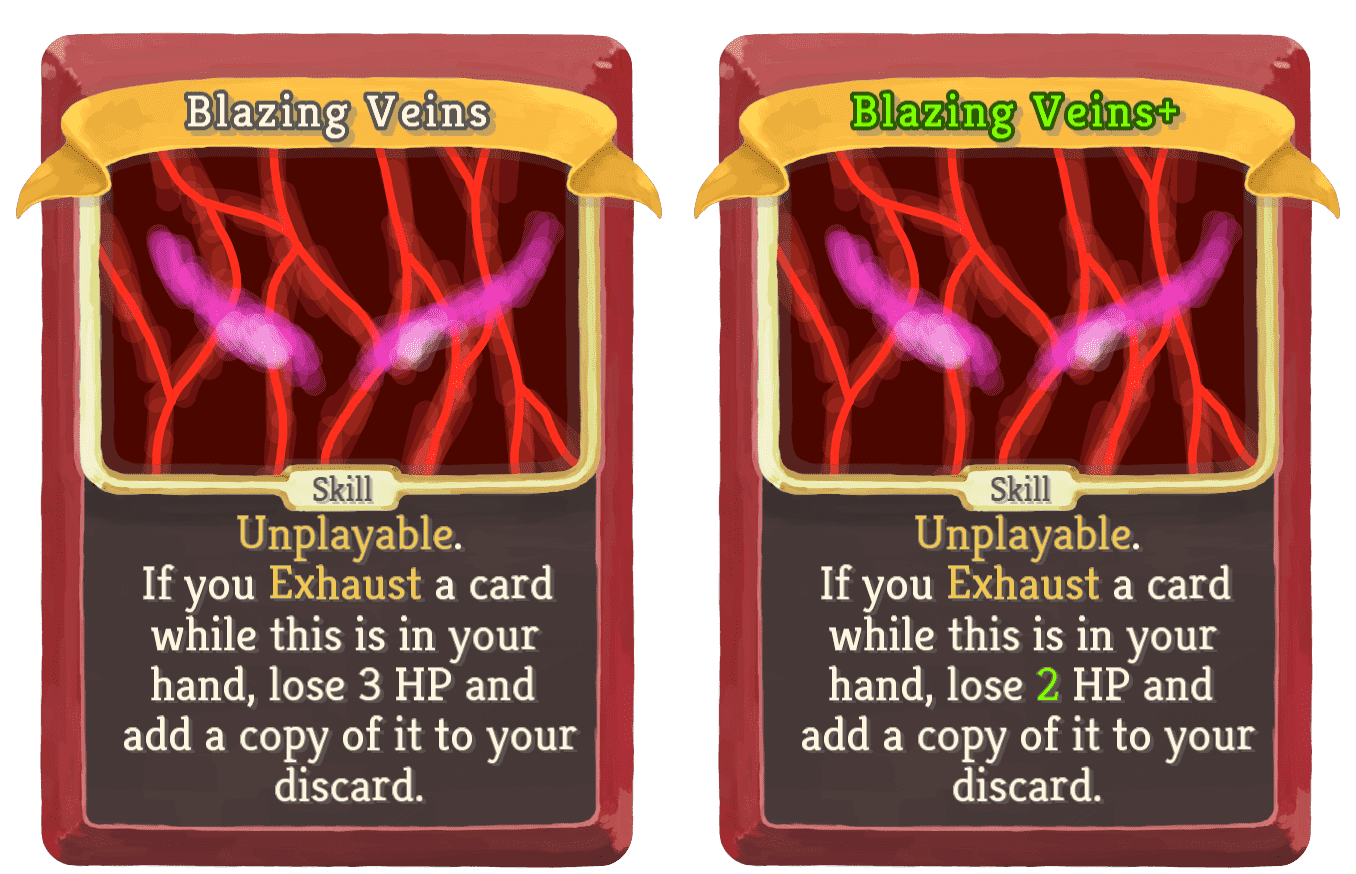 Blazing Veins
Skill
Unplayable.
If you Exhaust a card
while this is in your
hand, lose 3 HP and
add a copy of it to your
discard.
Blazing Veins+
Skill
Unplayable.
If you Exhaust a card
while this is in your
hand, lose 2 HP and
add a copy of it to your
discard.